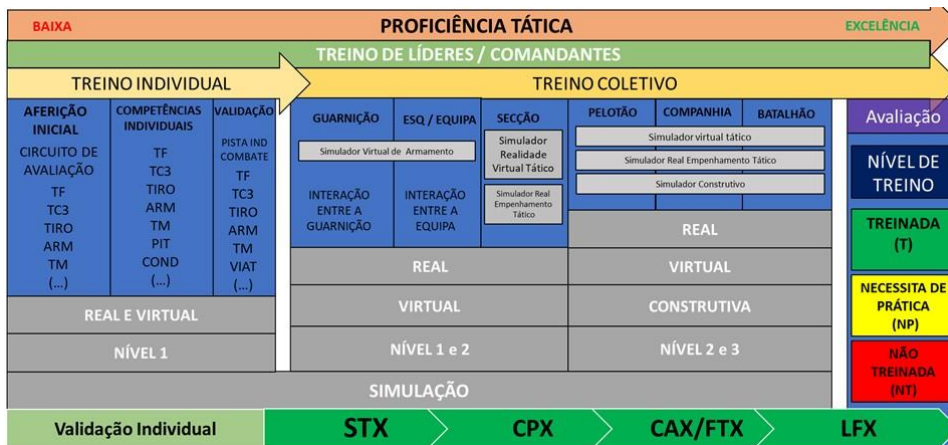 BAIXA
PROFICIÊNCIA TÁTICA
EXCELÊNCIA
TREINO DE LÍDERES / COMANDANTES
TREINO INDIVIDUAL
TREINO COLETIVO
AFERIÇÃO
INICIAL
CIRCUITO DE
AVALIAÇÃO
TF
TC3
TIRO
ARM
TM
(...)
COMPETÊNCIAS
INDIVIDUAIS
TF
TC3
TIRO
ARM
TM
PIT
COND
(...)
VALIDAÇÃO
PISTA IND
COMBATE
TF
TC3
TIRO
ARM
TM
VIAT
(...)
REAL E VIRTUAL
NÍVEL 1
GUARNIÇÃO
ESQ / EQUIPA
SECÇÃO
Simulador Virtual de Armamento
INTERAÇÃO
ENTRE A
GUARNIÇÃO
INTERAÇÃO
ENTRE A
EQUIPA
Simulador
Realidade
Virtual Tático
Simulador Real
Empenhamento
Tático
REAL
VIRTUAL
NÍVEL 1 e 2
PELOTÃO
COMPANHIA
BATALHÃO
Simulador virtual tático
Simulador Real Empenhamento Tático
Simulador Construtivo
REAL
VIRTUAL
CONSTRUTIVA
NÍVEL 2 e 3
SIMULAÇÃO
Avaliação
NÍVEL DE
TREINO
TREINADA
(T)
NECESSITA DE
PRÁTICA
(NP)
NÃO
TREINADA
(NT)
Validação Individual
STX
CPX
CAX/FTX
LFX